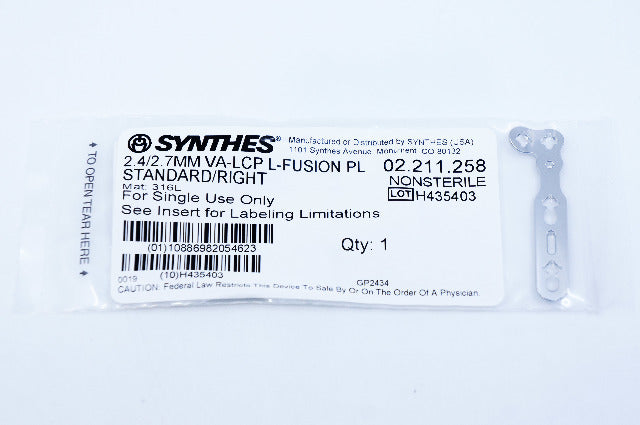 SYNTHES®
Manufactured or Distributed by SYNTHES (USA)
1101 Synthes Avenue, Monument, CO 80132
2.4/2.7MM VA-LCP L-FUSION PL
STANDARD/RIGHT
02.211.258
NONSTERILE
LOT H435403
Mat: 316L
For Single Use Only
See Insert for Labeling Limitations
(01)10886982054623
Qty: 1
(10)H435403
0019
GP2434
CAUTION: Federal Law Restricts This Device To Sale By Or On The Order Of A Physician.
TO OPEN TEAR HERE